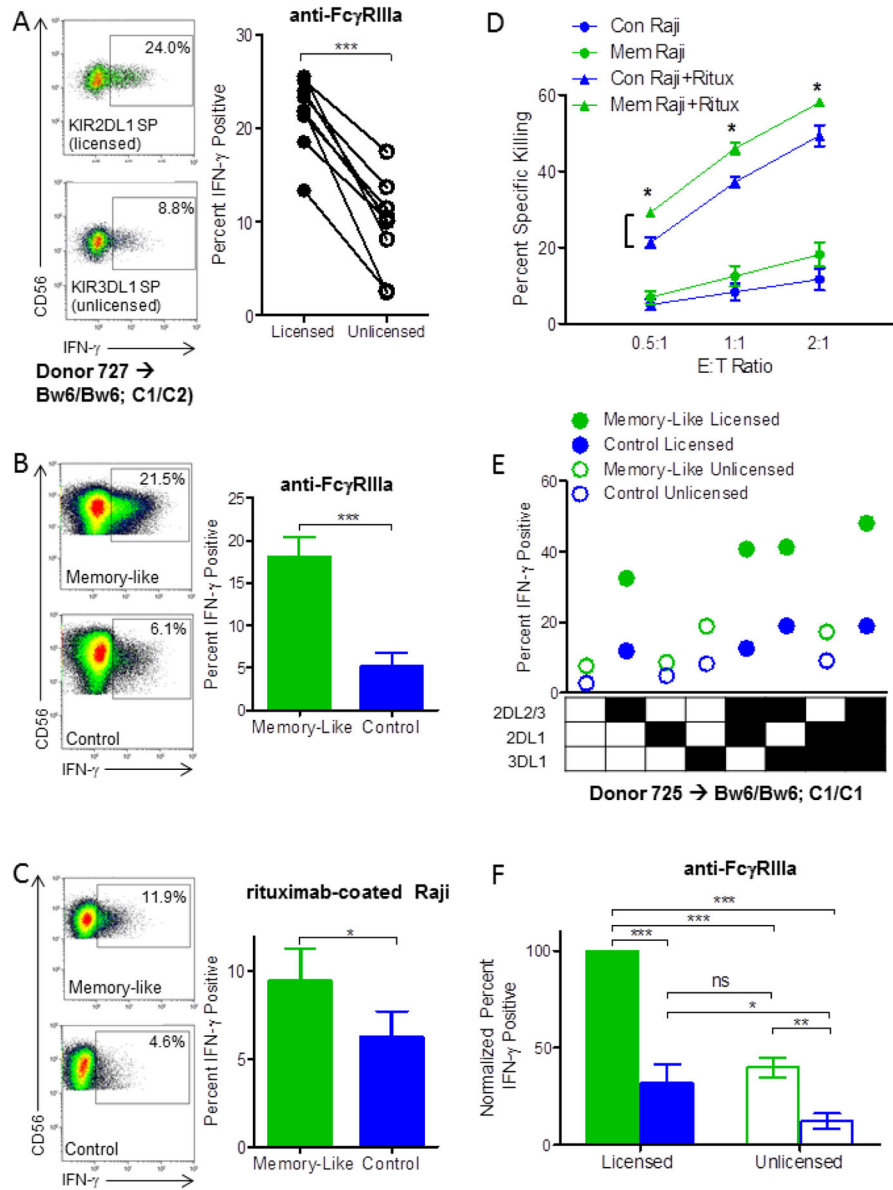 A
CD56
24.0%
KIR2DL1 SP
(licensed)
8.8%
KIR3DL1 SP
(unlicensed)
IFN-γ
Donor 727 →
Bw6/Bw6; C1/C2)
anti-FcγRIIIa
***
Percent IFN-γ Positive
30
20
10
0
Licensed Unlicensed
B
CD56
21.5%
Memory-like
6.1%
Control
IFN-γ
anti-FcγRIIIa
***
Percent IFN-γ Positive
25
20
15
10
5
0
Memory-Like Control
C
CD56
11.9%
Memory-like
4.6%
Control
IFN-γ
rituximab-coated Raji
*
Percent IFN-γ Positive
10
5
0
Memory-Like Control
D
Con Raji
Mem Raji
Con Raji+Ritux
Mem Raji+Ritux
* * *
Percent Specific Killing
60
40
20
0
0.5:1 1:1 2:1
E:T Ratio
E
Memory-Like Licensed
Control Licensed
Memory-Like Unlicensed
Control Unlicensed
Percent IFN-γ Positive
60
40
20
0
2DL2/3
2DL1
3DL1
Donor 725 → Bw6/Bw6; C1/C1
F
anti-FcγRIIIa
***
***
***
ns
*
**
Normalized Percent
IFN-γ Positive
100
50
0
Licensed Unlicensed